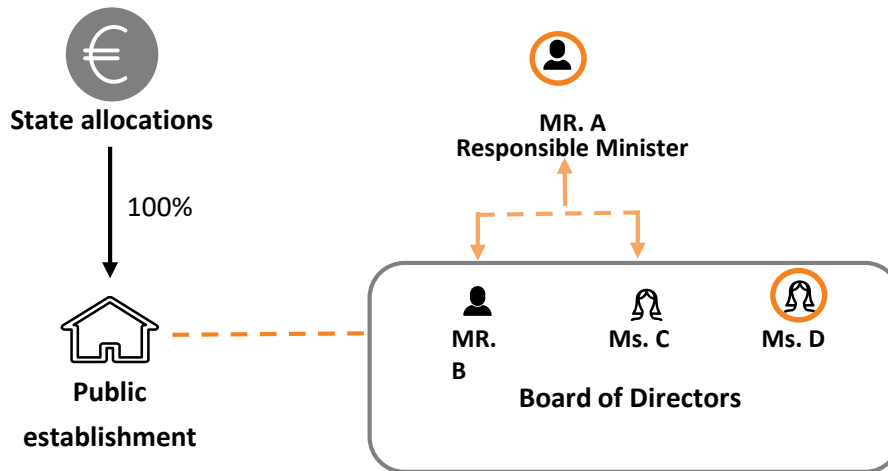 €
State allocations
100%
Public
establishment
MR. A
Responsible Minister
MR.
B
Ms. C
Ms. D
Board of Directors